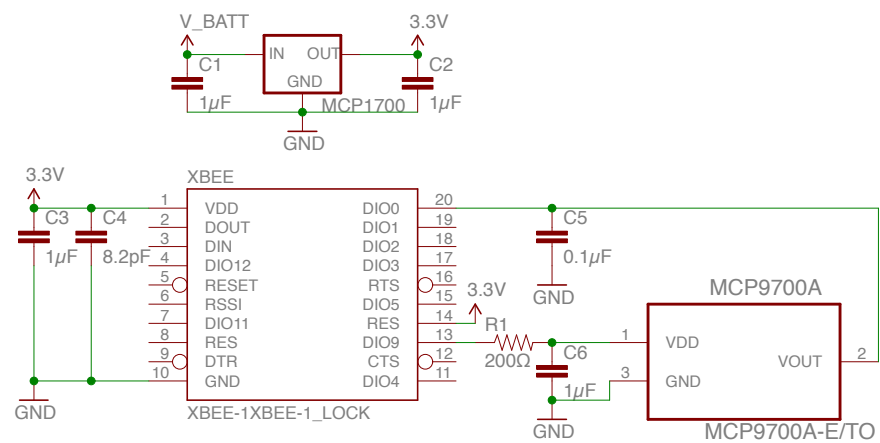 V_BATT
3.3V
C1
IN
OUT
C2
GND
1µF
MCP1700
1µF
GND
3.3V
XBEE
1
VDD
DIO0
20
C3
C4
2
DOUT
DIO1
19
C5
3
DIN
DIO2
18
1µF
8.2pF
4
DIO12
DIO3
17
0.1µF
5
RESET
RTS
16
3.3V
GND
MCP9700A
6
RSSI
DIO5
15
7
DIO11
RES
14
R1
8
RES
DIO9
13
1
VDD
200Ω
C6
9
DTR
CTS
12
VOUT
2
10
GND
DIO4
11
1µF
3
GND
GND
XBEE-1XBEE-1_LOCK
GND
MCP9700A-E/TO